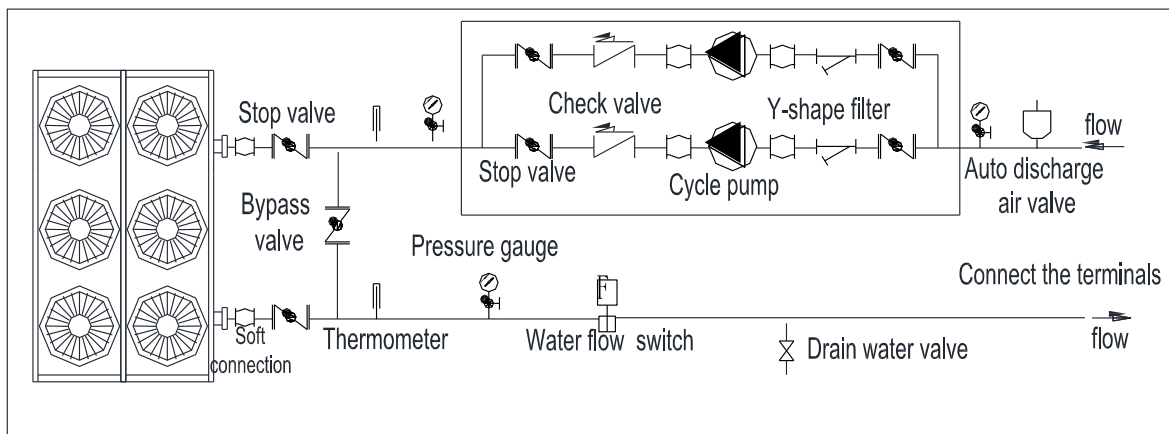 Stop valve
Check valve
Y-shape filter
flow
Stop valve
Cycle pump
Auto discharge
air valve
Bypass
valve
Pressure gauge
Connect the terminals
Soft
connection
Thermometer
Water flow switch
Drain water valve
flow